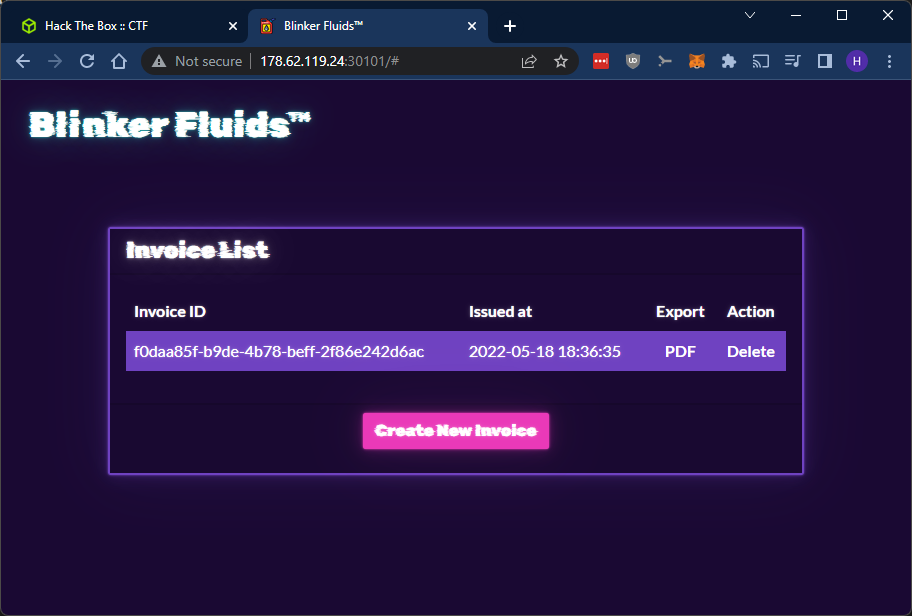 Hack The Box :: CTF
Blinker Fluids™
Not secure
178.62.119.24:30101/#
H
Blinker Fluids™
Invoice List
Invoice ID Issued at Export Action
f0daa85f-b9de-4b78-beff-2f86e242d6ac 2022-05-18 18:36:35 PDF Delete
Create New Invoice